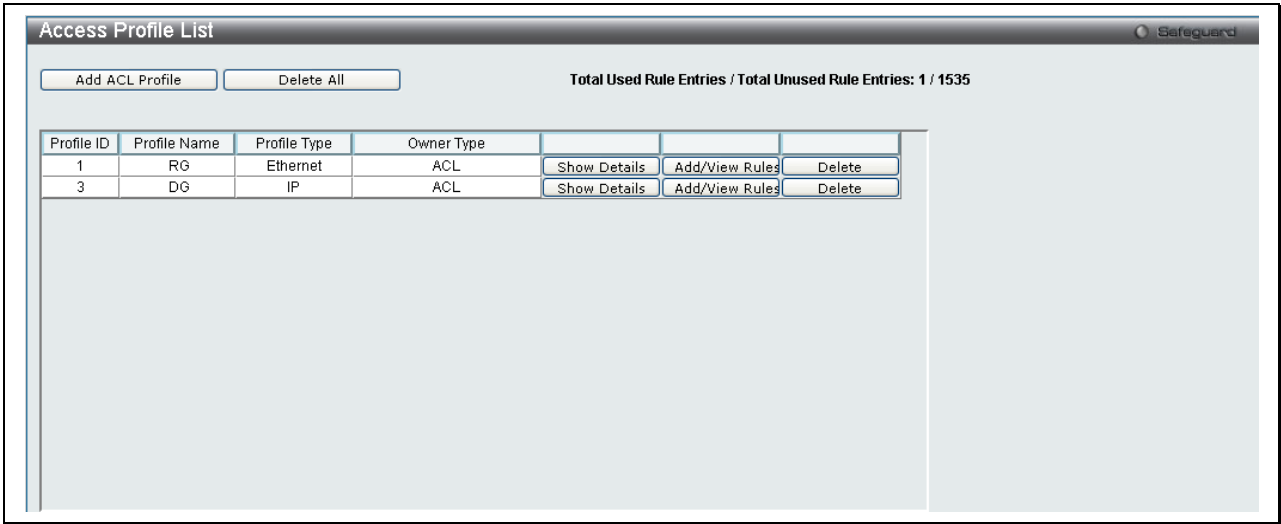 Access Profile List
Safeguard
Add ACL Profile Delete All Total Used Rule Entries / Total Unused Rule Entries: 1 / 1535
Profile ID Profile Name Profile Type Owner Type
1 RG Ethernet ACL Show Details Add/View Rules Delete
3 DG IP ACL Show Details Add/View Rules Delete